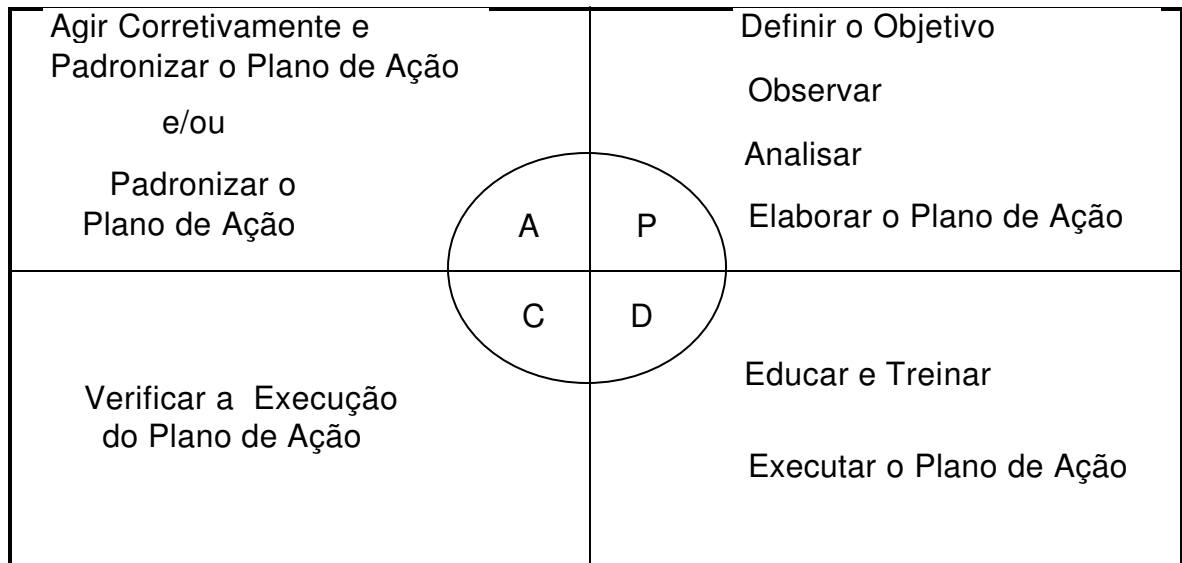 Agir Corretivamente e
Padronizar o Plano de Ação
e/ou
Padronizar o
Plano de Ação
Definir o Objetivo
Observar
Analisar
Elaborar o Plano de Ação
A
P
C
D
Verificar a Execução
do Plano de Ação
Educar e Treinar
Executar o Plano de Ação